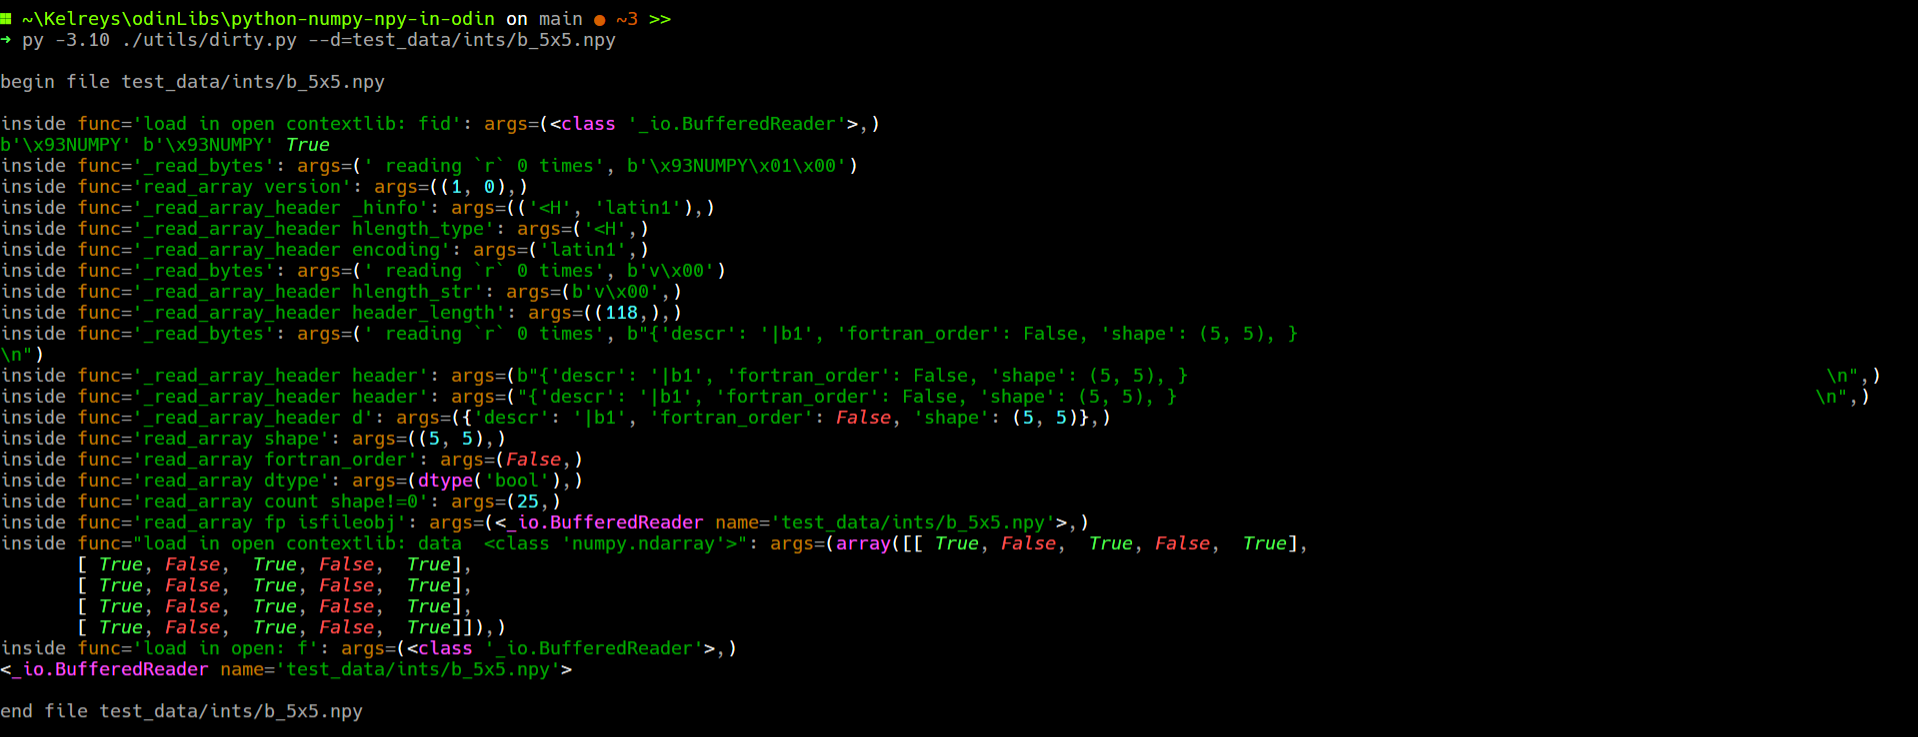 ~\Kelreys\odinLibs\python-numpy-npy-in-odin on main ● ~3 >>
➜ py -3.10 ./utils/dirty.py --d=test_data/ints/b_5x5.npy
begin file test_data/ints/b_5x5.npy
inside func='load in open contextlib: fid': args=(<class '_io.BufferedReader'>,)
b'\x93NUMPY' b'\x93NUMPY' True
inside func='_read_bytes': args=(' reading `r` 0 times', b'\x93NUMPY\x01\x00')
inside func='read_array version': args=((1, 0),)
inside func='_read_array_header _hinfo': args=(('<H', 'latin1'),)
inside func='_read_array_header hlength_type': args=('<H',)
inside func='_read_array_header encoding': args=('latin1',)
inside func='_read_bytes': args=(' reading `r` 0 times', b'v\x00')
inside func='_read_array_header hlength_str': args=(b'v\x00',)
inside func='_read_array_header header_length': args=((118,),)
inside func='_read_bytes': args=(' reading `r` 0 times', b"{'descr': '|b1', 'fortran_order': False, 'shape': (5, 5), }
\n")
inside func='_read_array_header header': args=(b"{'descr': '|b1', 'fortran_order': False, 'shape': (5, 5), }                                                          \n",)
inside func='_read_array_header header': args=("{'descr': '|b1', 'fortran_order': False, 'shape': (5, 5), }                                                          \n",)
inside func='_read_array_header d': args=({'descr': '|b1', 'fortran_order': False, 'shape': (5, 5)},)
inside func='read_array shape': args=((5, 5),)
inside func='read_array fortran_order': args=(False,)
inside func='read_array dtype': args=(dtype('bool'),)
inside func='read_array count shape!=0': args=(25,)
inside func='read_array fp isfileobj': args=(<_io.BufferedReader name='test_data/ints/b_5x5.npy'>,)
inside func="load in open contextlib: data  <class 'numpy.ndarray'>": args=(array([[ True, False,  True, False,  True],
       [ True, False,  True, False,  True],
       [ True, False,  True, False,  True],
       [ True, False,  True, False,  True],
       [ True, False,  True, False,  True]]),)
inside func='load in open: f': args=(<class '_io.BufferedReader'>,)
<_io.BufferedReader name='test_data/ints/b_5x5.npy'>
end file test_data/ints/b_5x5.npy